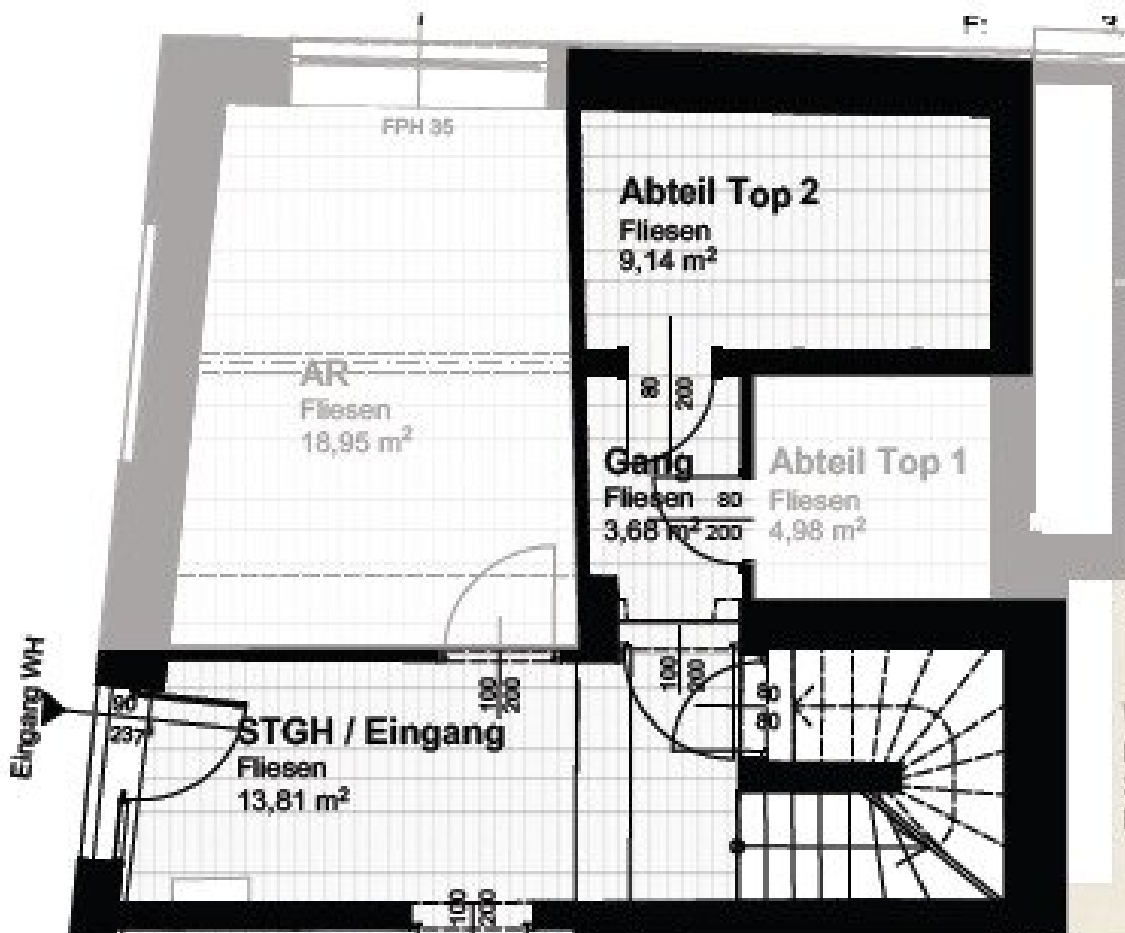 FPH 35
Abteil Top 2
Fliesen
9,14 m²
AR
Fliesen
18,95 m²
80
200
Gang
Fliesen
3,68 m²
80
200
Abteil Top 1
Fliesen
4,98 m²
Eingang WH
90
237
STGH / Eingang
Fliesen
13,81 m²
100
200
100
200
80
80
100
200